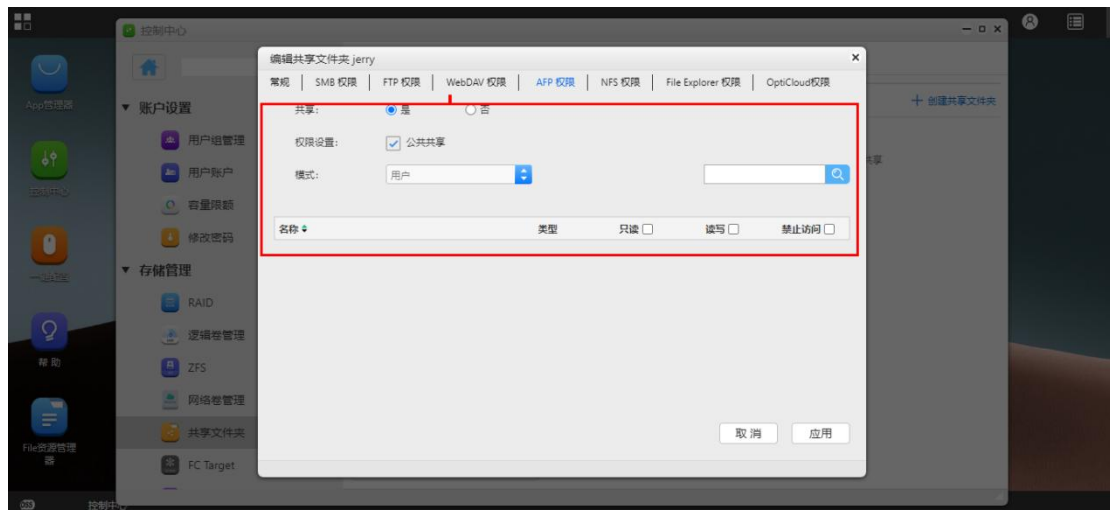 控制中心
编辑共享文件夹 jerry
常规 SMB 权限 FTP 权限 WebDAV 权限 AFP 权限 NFS 权限 File Explorer 权限 OptiCloud权限
共享: 是 否
权限设置: 公共共享
模式: 用户
名称 类型 只读 读写 禁止访问
取消 应用
+ 创建共享文件夹
共享
App管理器
控制中心
帮助
File资源管理
器
账户设置
用户组管理
用户账户
容量限额
修改密码
存储管理
RAID
逻辑卷管理
ZFS
网络卷管理
共享文件夹
FC Target
控制中心